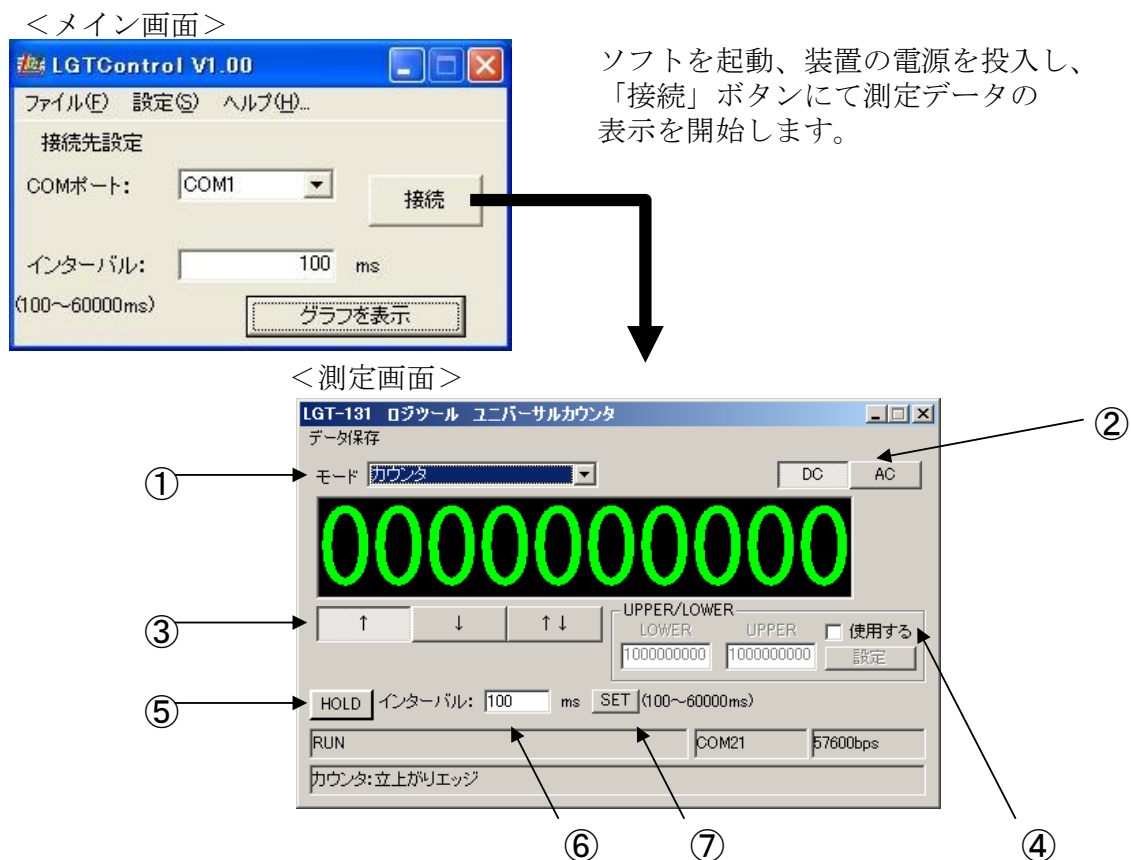 ＜メイン画面＞
LGTControl V1.00
ファイル(F) 設定(S) ヘルプ(H)...
接続先設定
COMポート: COM1
接続
インターバル: 100 ms
(100～60000ms)
グラフを表示
ソフトを起動、装置の電源を投入し、
「接続」ボタンにて測定データの
表示を開始します。
＜測定画面＞
LGT-131 ロジツール ユニバーサルカウンタ
データ保存
①
モード カウンタ
DC AC
②
0000000000
③
↑ ↓ ↑↓
UPPER/LOWER
LOWER UPPER 使用する
1000000000 1000000000 設定
⑤
HOLD インターバル: 100 ms SET (100～60000ms)
RUN COM21 57600bps
カウンタ:立上がりエッジ
⑥ ⑦ ④